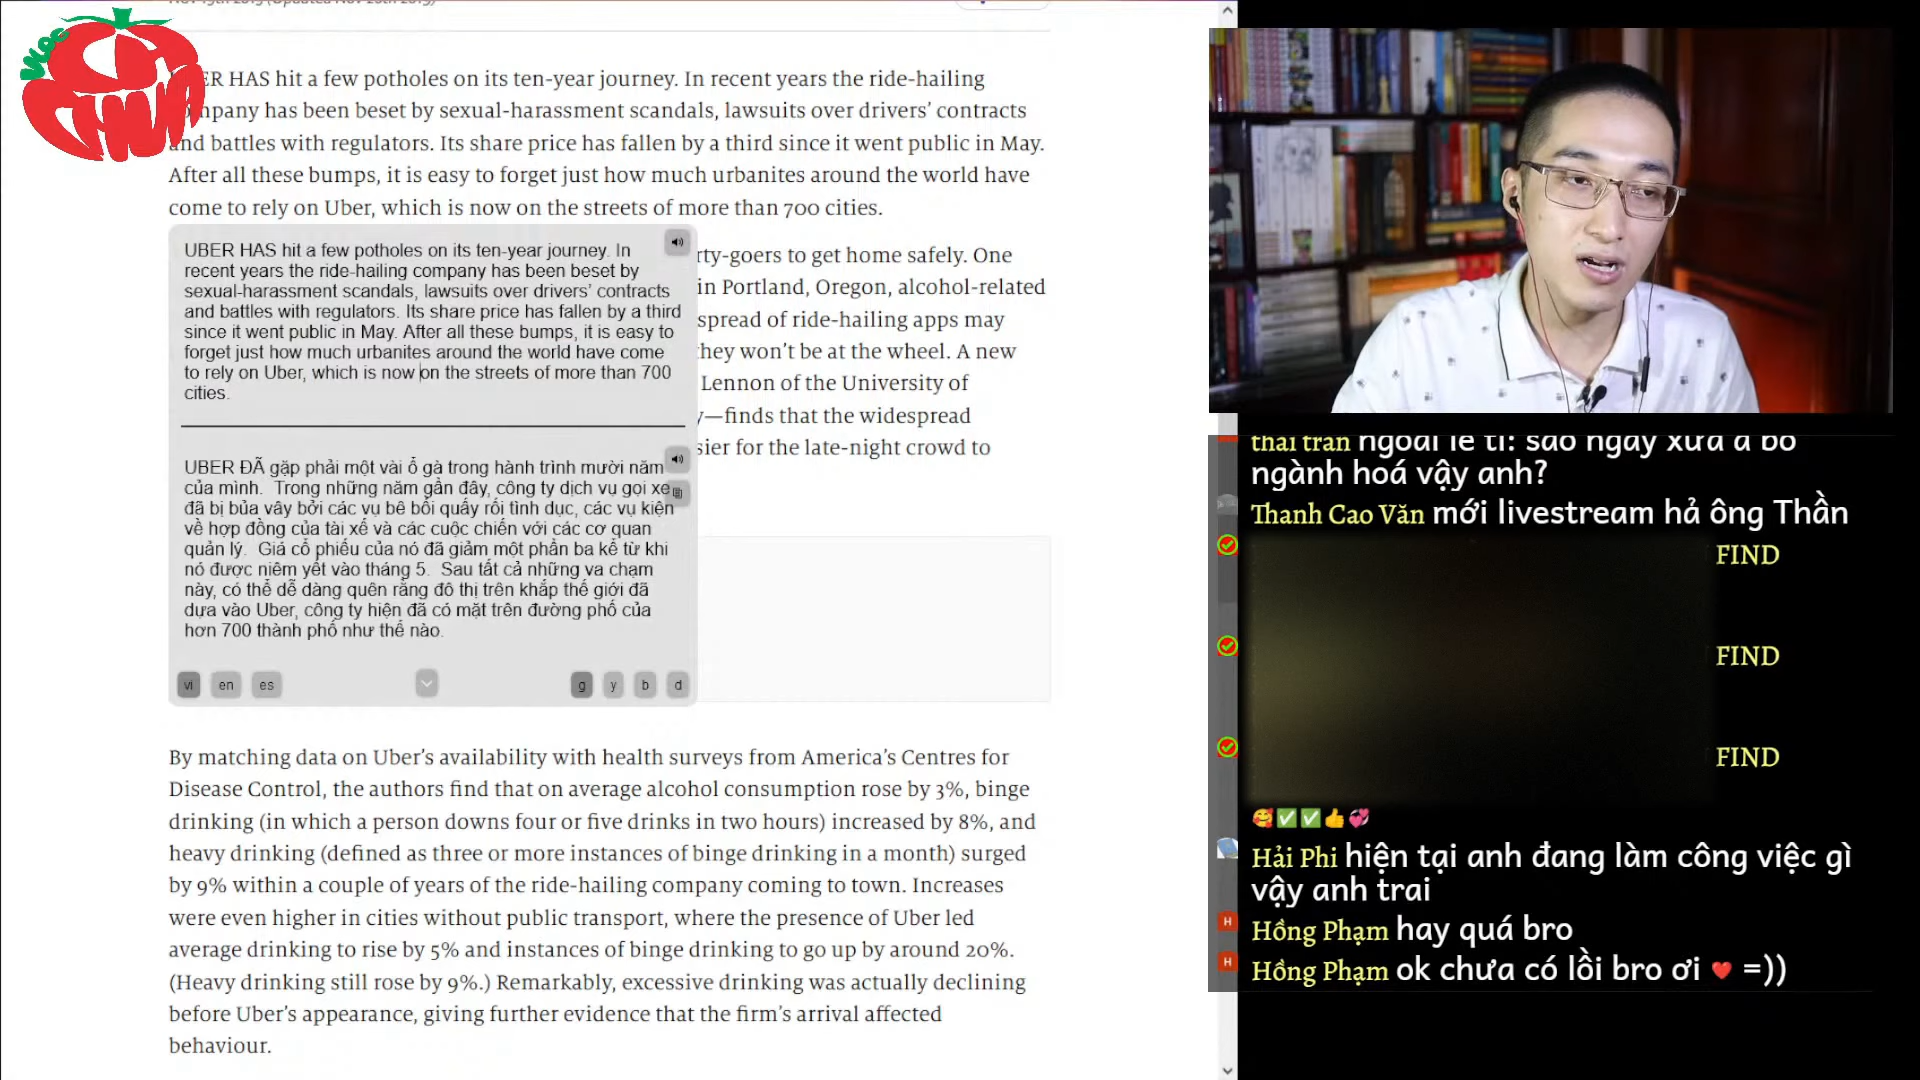 Nov 15th 2019 (Updated Nov 20th 2019)
VLOG
CÀ CHUA
ER HAS hit a few potholes on its ten-year journey. In recent years the ride-hailing
mpany has been beset by sexual-harassment scandals, lawsuits over drivers’ contracts
and battles with regulators. Its share price has fallen by a third since it went public in May.
After all these bumps, it is easy to forget just how much urbanites around the world have
come to rely on Uber, which is now on the streets of more than 700 cities.
rty-goers to get home safely. One
in Portland, Oregon, alcohol-related
spread of ride-hailing apps may
they won’t be at the wheel. A new
Lennon of the University of
y—finds that the widespread
sier for the late-night crowd to
UBER HAS hit a few potholes on its ten-year journey. In
recent years the ride-hailing company has been beset by
sexual-harassment scandals, lawsuits over drivers’ contracts
and battles with regulators. Its share price has fallen by a third
since it went public in May. After all these bumps, it is easy to
forget just how much urbanites around the world have come
to rely on Uber, which is now on the streets of more than 700
cities.
UBER ĐÃ gặp phải một vài ổ gà trong hành trình mười năm
của mình. Trong những năm gần đây, công ty dịch vụ gọi xe
đã bị bủa vây bởi các vụ bê bối quấy rối tình dục, các vụ kiện
về hợp đồng của tài xế và các cuộc chiến với các cơ quan
quản lý. Giá cổ phiếu của nó đã giảm một phần ba kể từ khi
nó được niêm yết vào tháng 5. Sau tất cả những va chạm
này, có thể dễ dàng quên rằng đô thị trên khắp thế giới đã
dựa vào Uber, công ty hiện đã có mặt trên đường phố của
hơn 700 thành phố như thế nào.
vi en es g y b d
By matching data on Uber’s availability with health surveys from America’s Centres for
Disease Control, the authors find that on average alcohol consumption rose by 3%, binge
drinking (in which a person downs four or five drinks in two hours) increased by 8%, and
heavy drinking (defined as three or more instances of binge drinking in a month) surged
by 9% within a couple of years of the ride-hailing company coming to town. Increases
were even higher in cities without public transport, where the presence of Uber led
average drinking to rise by 5% and instances of binge drinking to go up by around 20%.
(Heavy drinking still rose by 9%.) Remarkably, excessive drinking was actually declining
before Uber’s appearance, giving further evidence that the firm’s arrival affected
behaviour.
thái trần ngoài lề tí: sao ngày xưa a bỏ
ngành hoá vậy anh?
Thanh Cao Văn mới livestream hả ông Thần
FIND
FIND
FIND
🥰✅✅👍💞
Hải Phi hiện tại anh đang làm công việc gì
vậy anh trai
H Hồng Phạm hay quá bro
H Hồng Phạm ok chưa có lồi bro ơi ❤️ =))